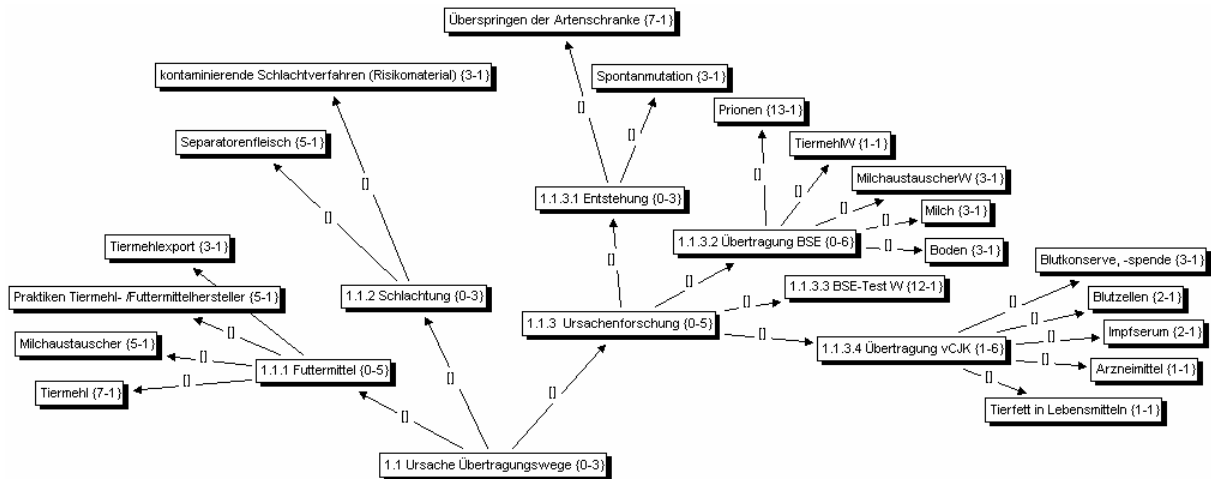 Überspringen der Artenschranke {7-1}
kontaminierende Schlachtverfahren (Risikomaterial) {3-1}
Spontanmutation {3-1}
[]
[]
Prionen {13-1}
Separatorenfleisch {5-1}
TiermehlW {1-1}
[]
[]
MilchaustauscherW {3-1}
[]
[]
1.1.3.1 Entstehung {0-3}
[]
Milch {3-1}
[]
1.1.3.2 Übertragung BSE {0-6}
[]
Boden {3-1}
Tiermehlexport {3-1}
[]
Blutkonserve, -spende {3-1}
1.1.2 Schlachtung {0-3}
[]
1.1.3.3 BSE-Test W {12-1}
[]
Praktiken Tiermehl- /Futtermittelhersteller {5-1}
Blutzellen {2-1}
[]
[]
1.1.3 Ursachenforschung {0-5}
[]
Impfserum {2-1}
Milchaustauscher {5-1}
[]
[]
1.1.3.4 Übertragung vCJK {1-6}
[]
1.1.1 Futtermittel {0-5}
[]
Arzneimittel {1-1}
Tiermehl {7-1}
[]
[]
[]
Tierfett in Lebensmitteln {1-1}
[]
[]
1.1 Ursache Übertragungswege {0-3}